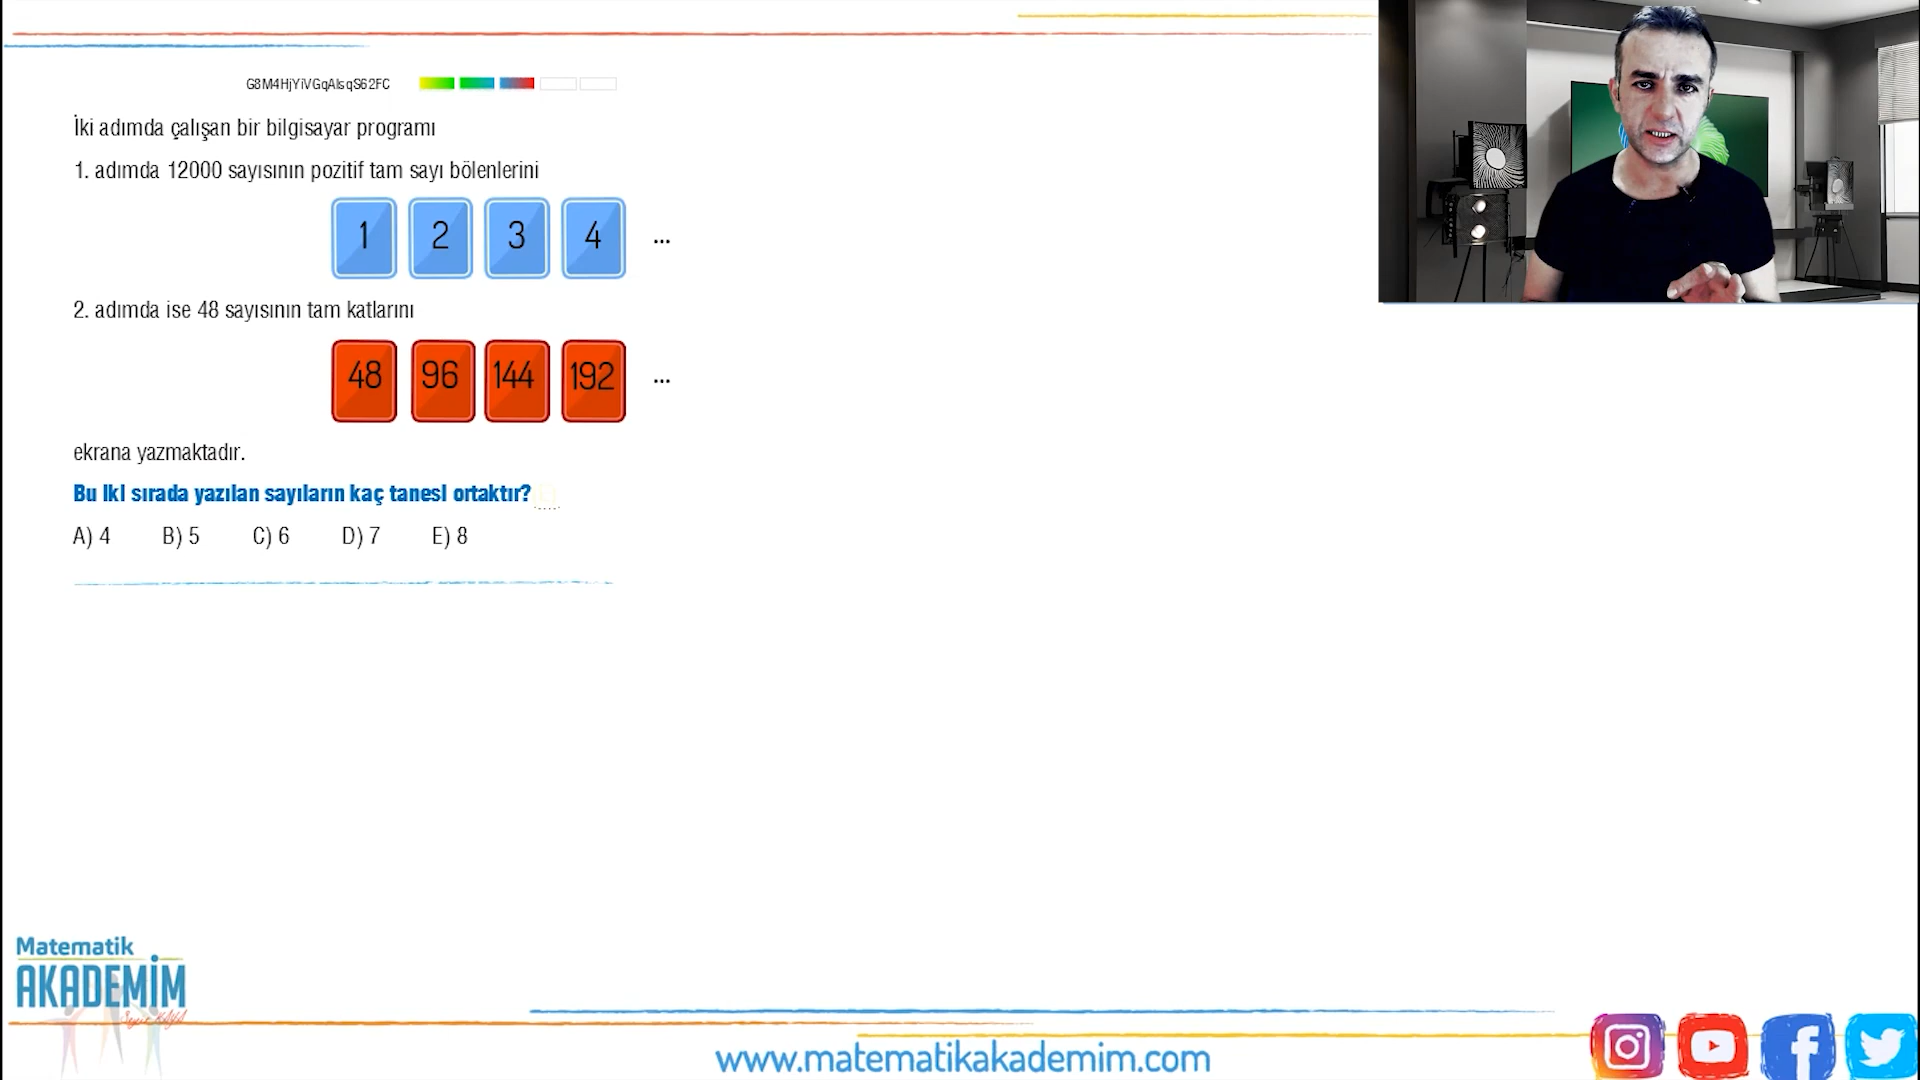 G8M4HjYiVGqAlsqS62FC
İki adımda çalışan bir bilgisayar programı
1. adımda 12000 sayısının pozitif tam sayı bölenlerini
1 2 3 4 ...
2. adımda ise 48 sayısının tam katlarını
48 96 144 192 ...
ekrana yazmaktadır.
Bu iki sırada yazılan sayıların kaç tanesi ortaktır?
A) 4 B) 5 C) 6 D) 7 E) 8
Matematik
AKADEMİM
www.matematikakademim.com